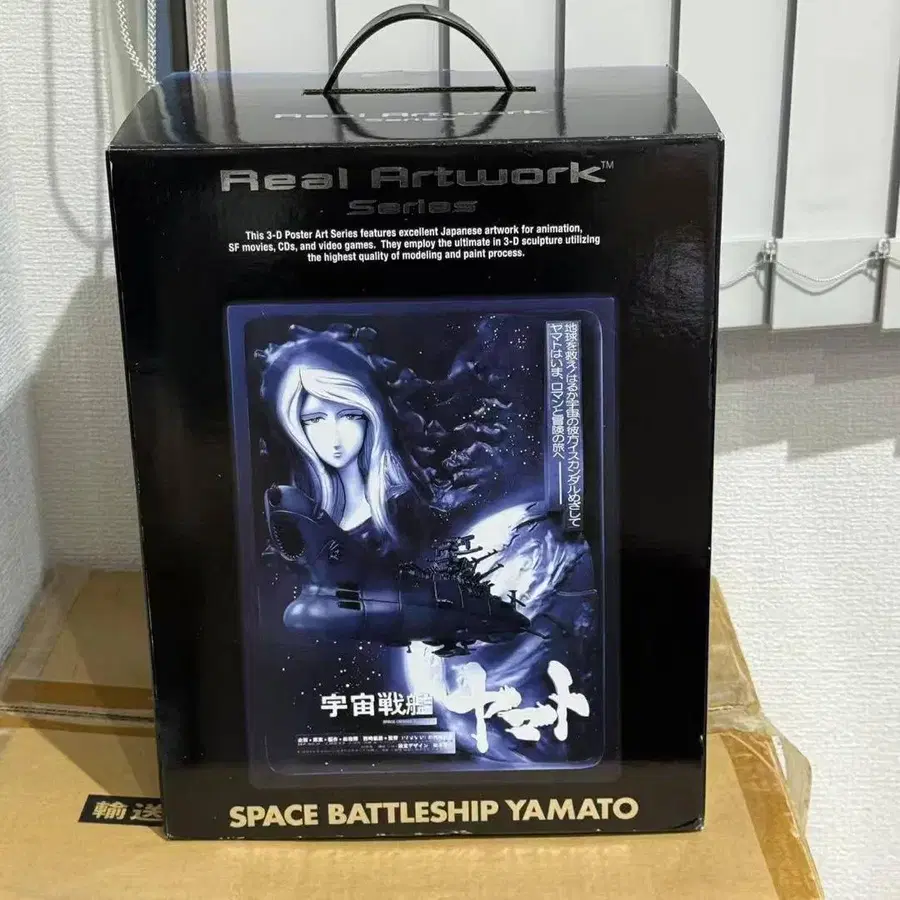 Real Artwork
Series
Real Artwork™
Series
This 3-D Poster Art Series features excellent Japanese artwork for animation,
SF movies, CDs, and video games. They employ the ultimate in 3-D sculpture utilizing
the highest quality of modeling and paint process.
地球を救え!はるか宇宙の彼方イスカンダルめざして
ヤマトはいま、ロマンと冒険の旅へ――
宇宙戦艦
ヤマト
SPACE BATTLESHIP YAMATO
輸送